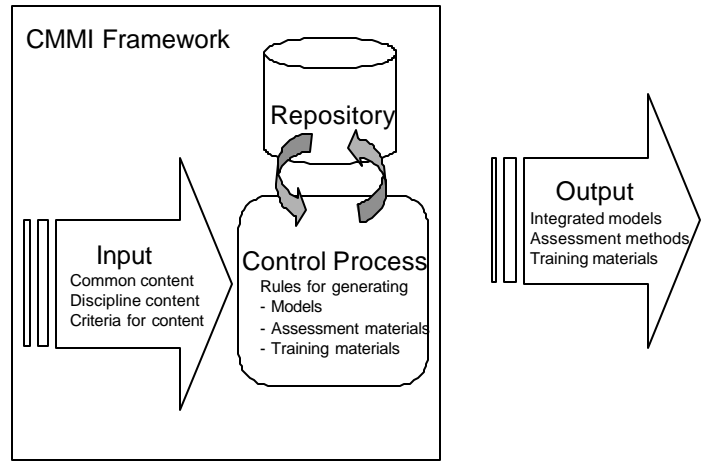 CMMI Framework
Repository
Input
Common content
Discipline content
Criteria for content
Control Process
Rules for generating
- Models
- Assessment materials
- Training materials
Output
Integrated models
Assessment methods
Training materials